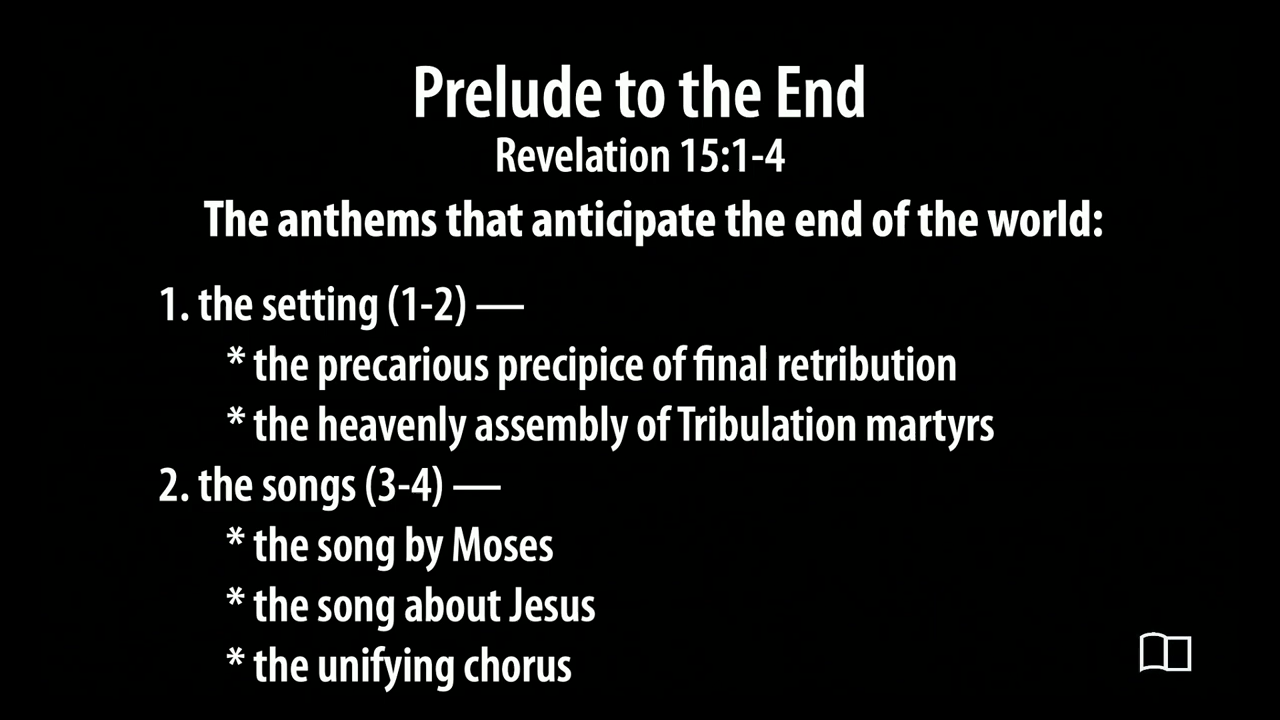 Prelude to the End
Revelation 15:1-4
The anthems that anticipate the end of the world:
1. the setting (1-2) —
* the precarious precipice of final retribution
* the heavenly assembly of Tribulation martyrs
2. the songs (3-4) —
* the song by Moses
* the song about Jesus
* the unifying chorus